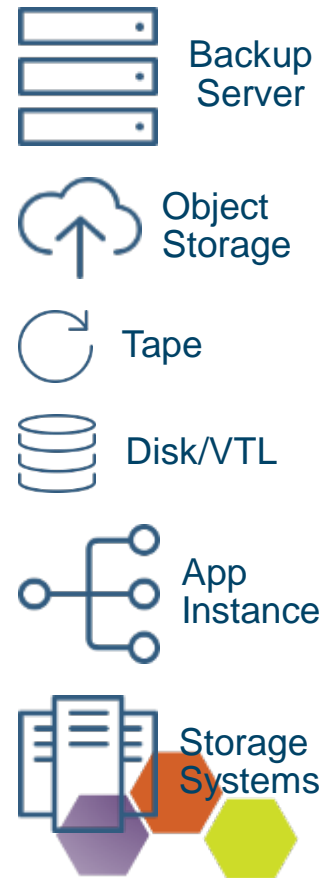 Backup
Server
Object
Storage
Tape
Disk/VTL
App
Instance
Storage
Systems